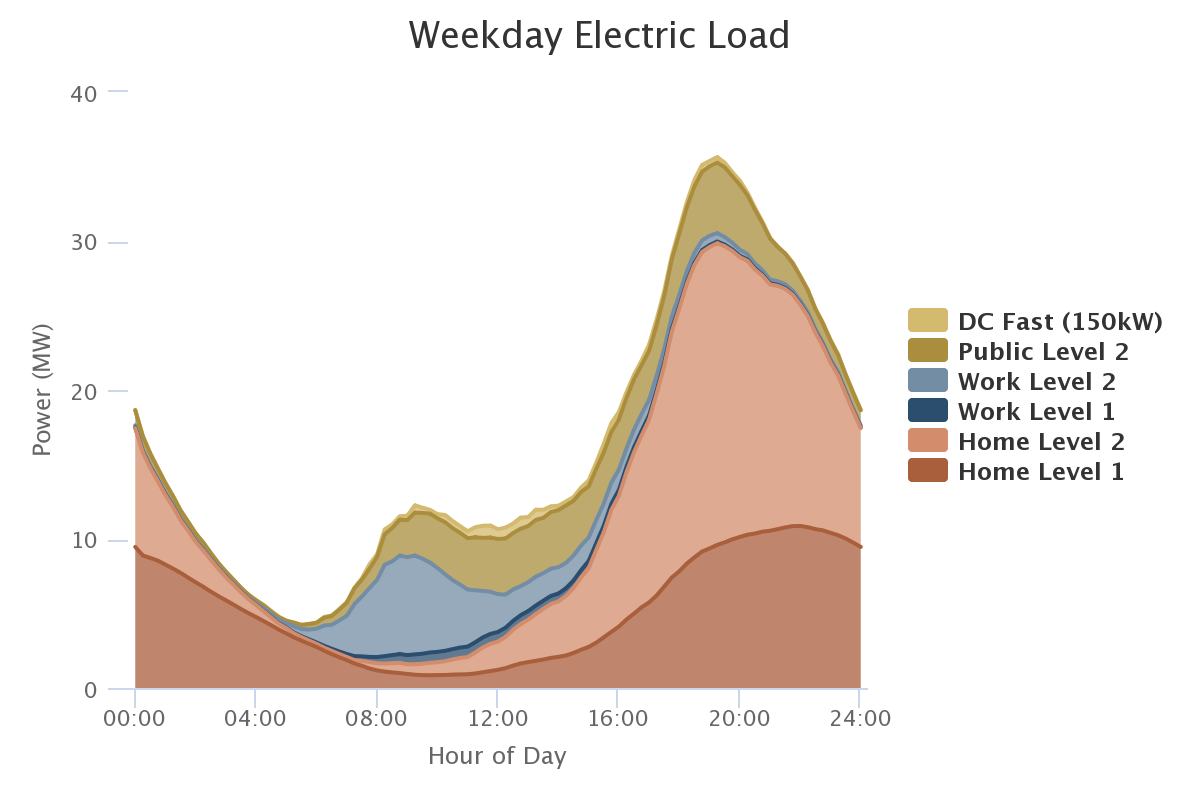 Weekday Electric Load
40
30
20
10
0
Power (MW)
00:00 04:00 08:00 12:00 16:00 20:00 24:00
Hour of Day
DC Fast (150kW)
Public Level 2
Work Level 2
Work Level 1
Home Level 2
Home Level 1